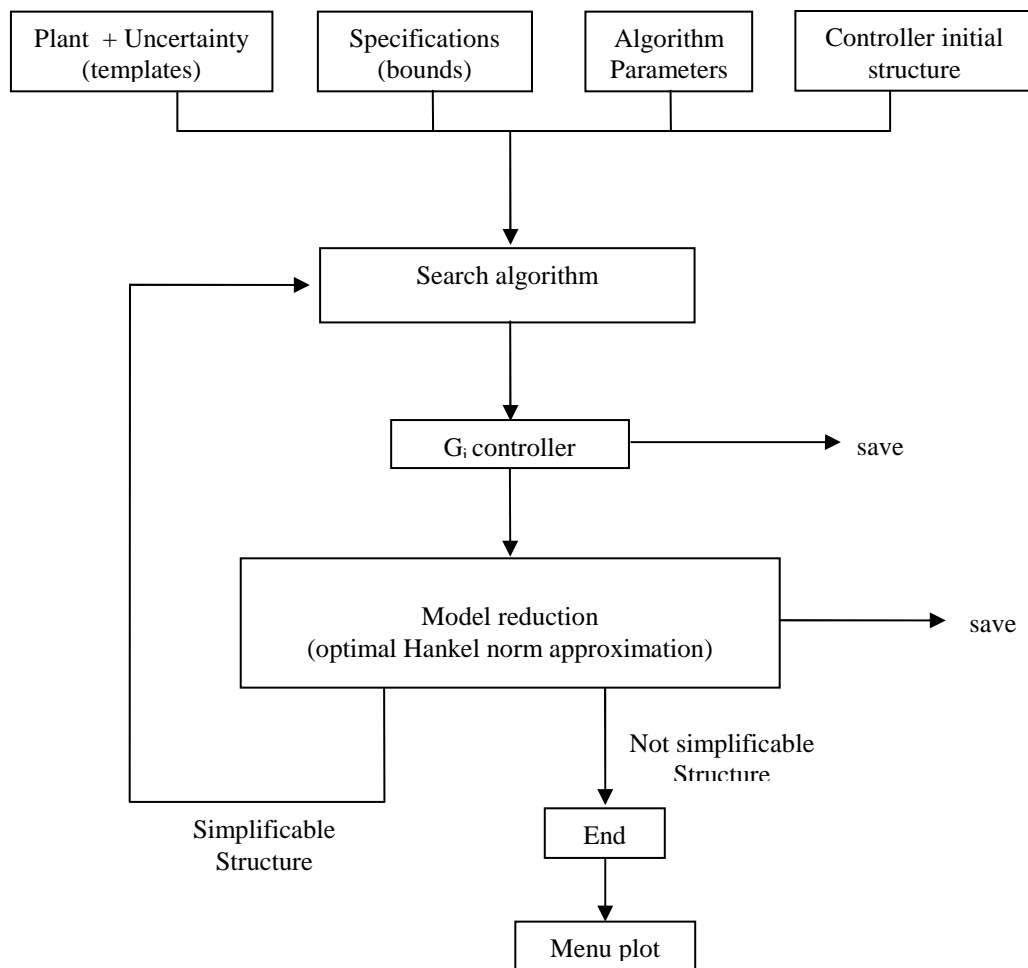 Plant + Uncertainty
(templates)
Specifications
(bounds)
Algorithm
Parameters
Controller initial
structure
Search algorithm
Gᵢ controller
save
Model reduction
(optimal Hankel norm approximation)
save
Not simplificable
Structure
Simplificable
Structure
End
Menu plot